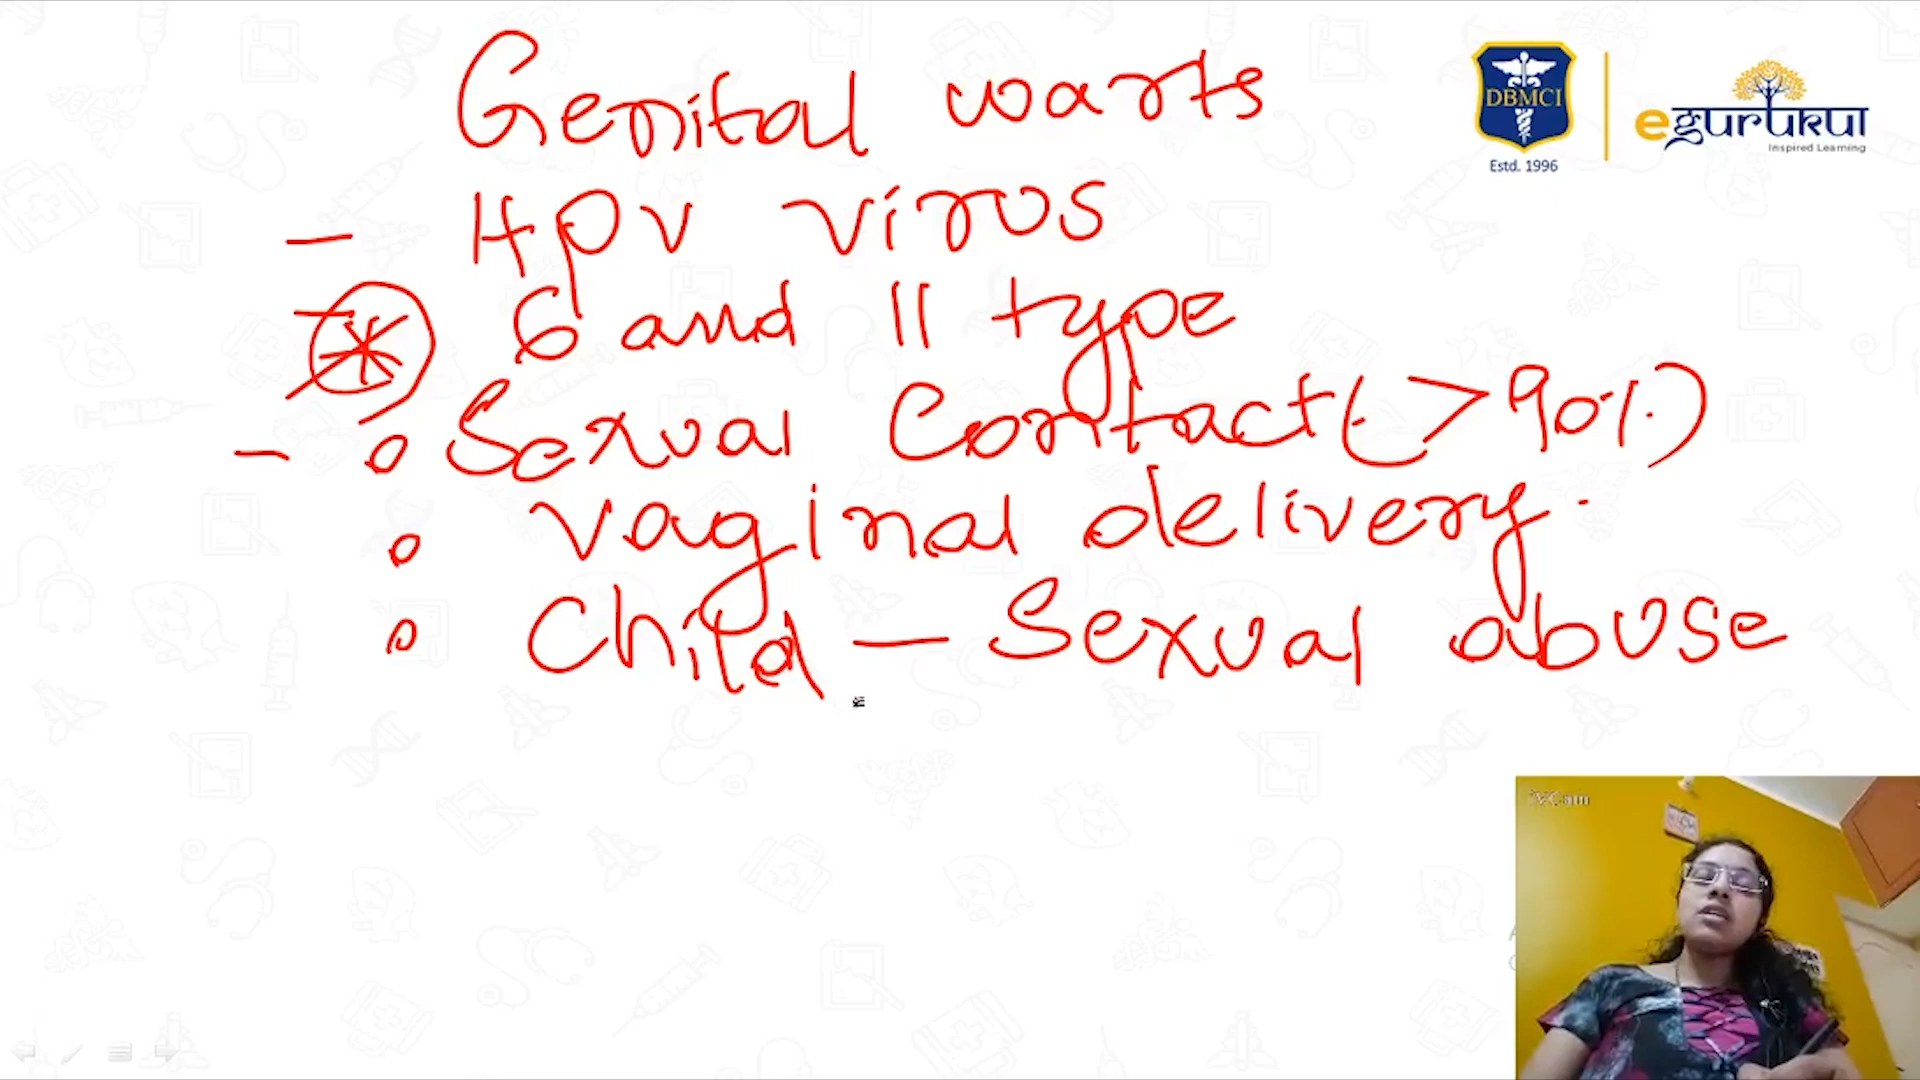 Genital warts
DBMCI
Estd. 1996
egurukul
Inspired Learning
- HPV virus
- * 6 and 11 type
- o Sexual Contact (>90%)
o vaginal delivery.
o Child - Sexual abuse
iVCam